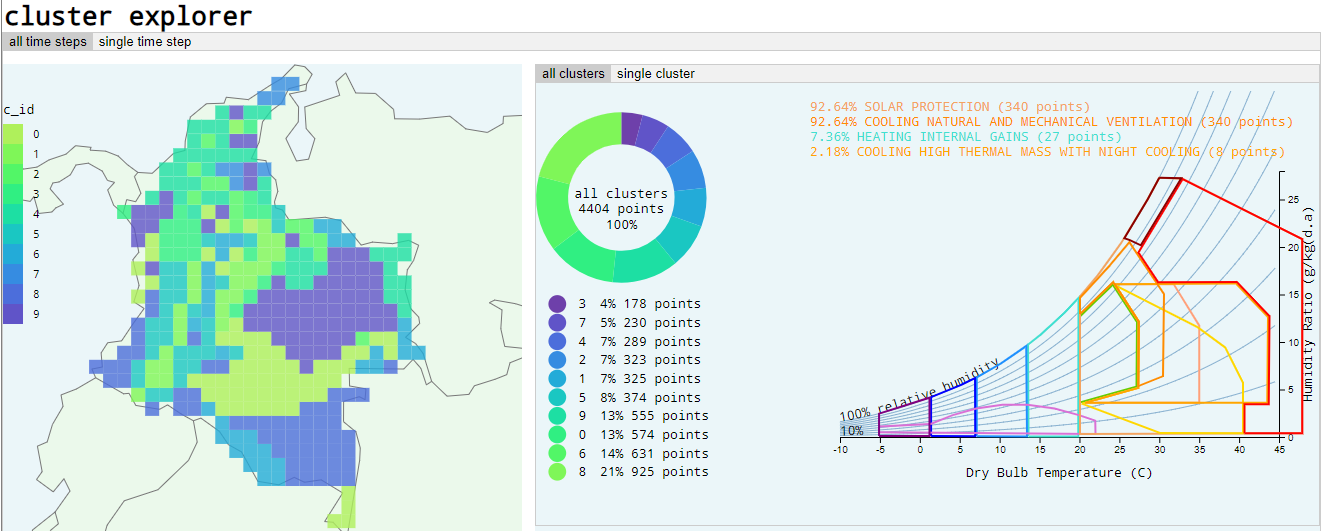 cluster explorer
all time steps single time step
c_id
0
1
2
3
4
5
6
7
8
9
all clusters single cluster
all clusters
4404 points
100%
3 4% 178 points
7 5% 230 points
4 7% 289 points
2 7% 323 points
1 7% 325 points
5 8% 374 points
9 13% 555 points
0 13% 574 points
6 14% 631 points
8 21% 925 points
92.64% SOLAR PROTECTION (340 points)
92.64% COOLING NATURAL AND MECHANICAL VENTILATION (340 points)
7.36% HEATING INTERNAL GAINS (27 points)
2.18% COOLING HIGH THERMAL MASS WITH NIGHT COOLING (8 points)
100% relative humidity
10%
25
20
15
10
5
0
Humidity Ratio (g/kg(d.a)
-10 -5 0 5 10 15 20 25 30 35 40 45
Dry Bulb Temperature (C)